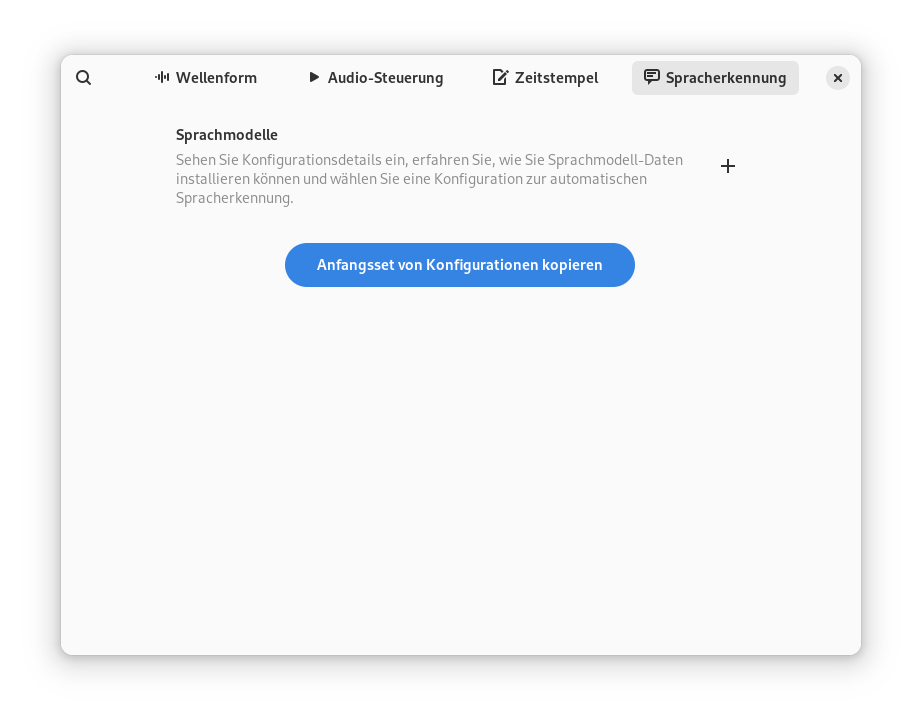 Wellenform
Audio-Steuerung
Zeitstempel
Spracherkennung
Sprachmodelle
Sehen Sie Konfigurationsdetails ein, erfahren Sie, wie Sie Sprachmodell-Daten
installieren können und wählen Sie eine Konfiguration zur automatischen
Spracherkennung.
Anfangsset von Konfigurationen kopieren